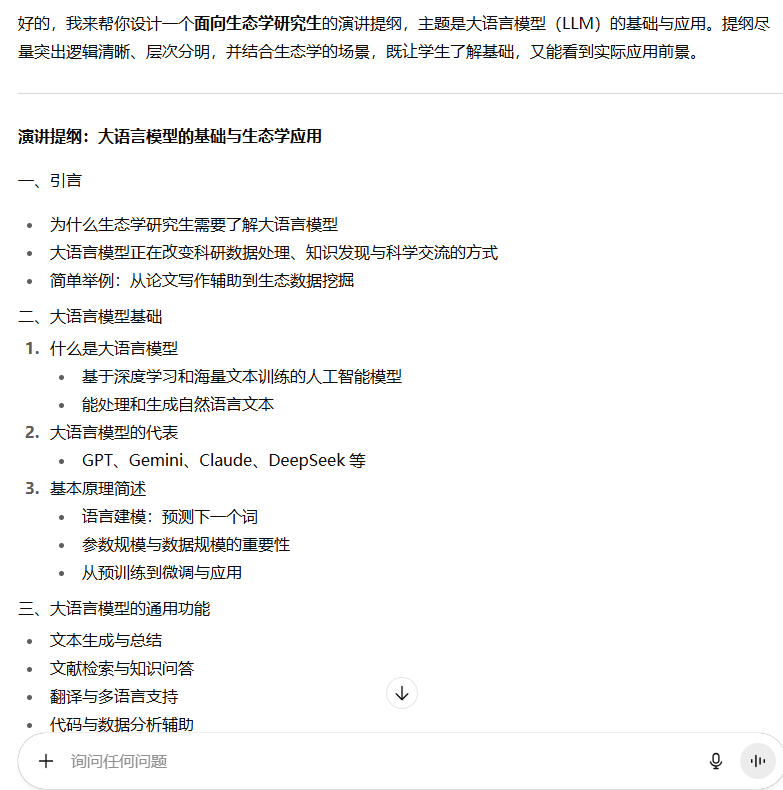 好的，我来帮你设计一个面向生态学研究生的演讲提纲，主题是大语言模型（LLM）的基础与应用。提纲尽
量突出逻辑清晰、层次分明，并结合生态学的场景，既让学生了解基础，又能看到实际应用前景。
演讲提纲：大语言模型的基础与生态学应用
一、引言
• 为什么生态学研究生需要了解大语言模型
• 大语言模型正在改变科研数据处理、知识发现与科学交流的方式
• 简单举例：从论文写作辅助到生态数据挖掘
二、大语言模型基础
1. 什么是大语言模型
• 基于深度学习和海量文本训练的人工智能模型
• 能处理和生成自然语言文本
2. 大语言模型的代表
• GPT、Gemini、Claude、DeepSeek 等
3. 基本原理简述
• 语言建模：预测下一个词
• 参数规模与数据规模的重要性
• 从预训练到微调与应用
三、大语言模型的通用功能
• 文本生成与总结
• 文献检索与知识问答
• 翻译与多语言支持
• 代码与数据分析辅助
询问任何问题